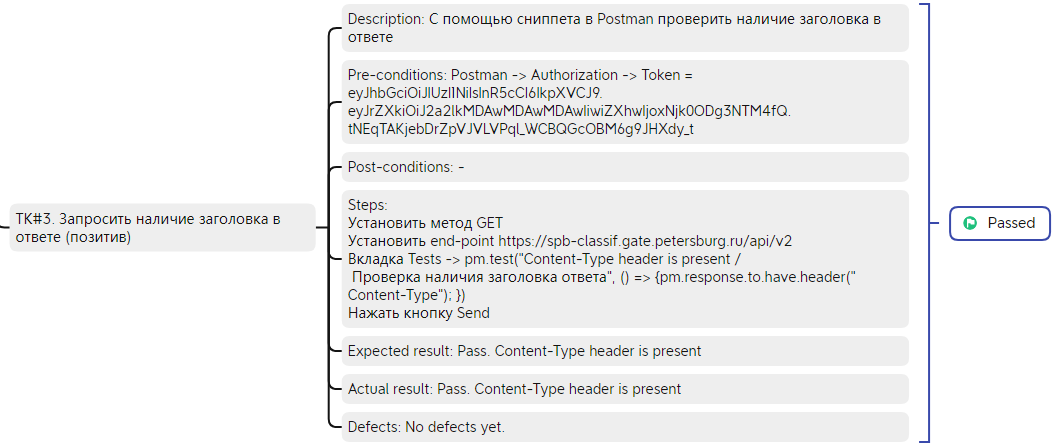 ТК#3. Запросить наличие заголовка в
ответе (позитив)
Description: С помощью сниппета в Postman проверить наличие заголовка в
ответе
Pre-conditions: Postman -> Authorization -> Token =
eyJhbGciOiJIUzI1NiIsInR5cCI6IkpXVCJ9.
eyJrZXkiOiJ2a2lkMDAwMDAwMDAwIiwiZXhwIjoxNjk0ODg3NTM4fQ.
tNEqTAKjebDrZpVJVLVPql_WCBQGcOBM6g9JHXdy_t
Post-conditions: -
Steps:
Установить метод GET
Установить end-point https://spb-classif.gate.petersburg.ru/api/v2
Вкладка Tests -> pm.test("Content-Type header is present /
Проверка наличия заголовка ответа", () => {pm.response.to.have.header("
Content-Type"); })
Нажать кнопку Send
Expected result: Pass. Content-Type header is present
Actual result: Pass. Content-Type header is present
Defects: No defects yet.
Passed